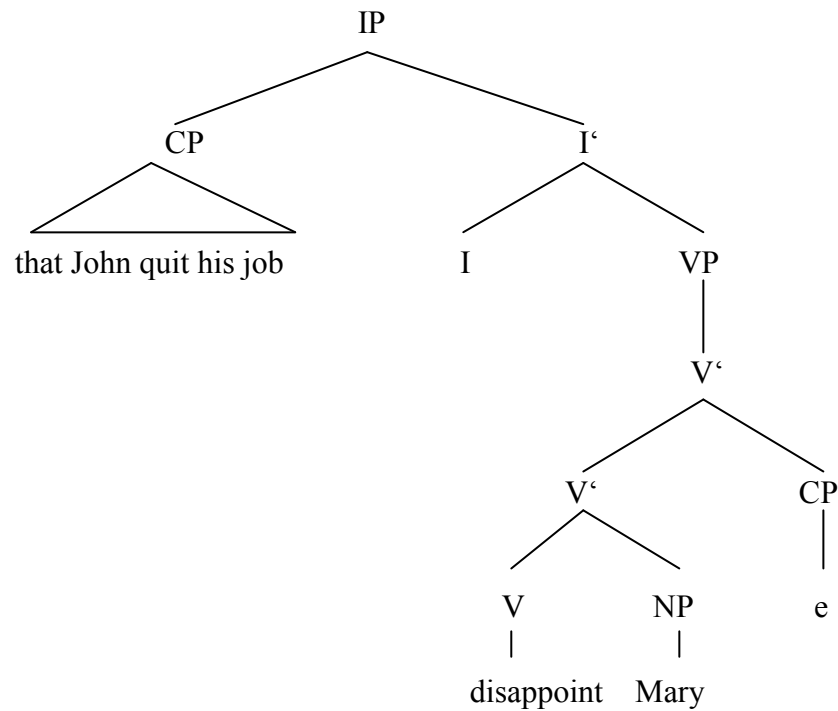 IP
CP I‘
that John quit his job I VP
V‘
V‘ CP
V NP e
disappoint Mary